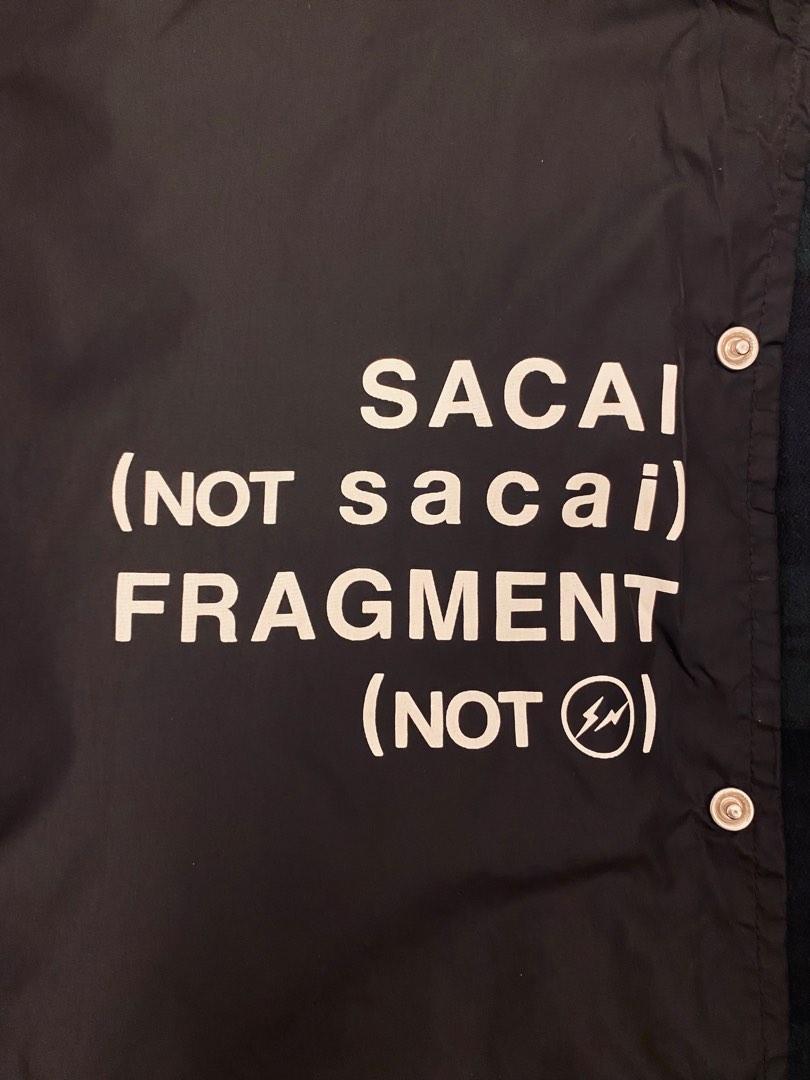 SACAI
(NOT sacai)
FRAGMENT
(NOT )